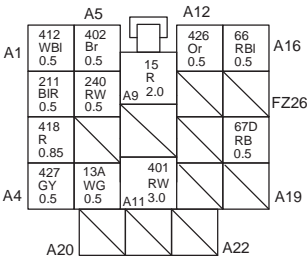 A5
A12
A1
412
WBl
0.5
402
Br
0.5
15
R
2.0
A9
426
Or
0.5
66
RBl
0.5
A16
211
BlR
0.5
240
RW
0.5
FZ26
418
R
0.85
67D
RB
0.5
A4
427
GY
0.5
13A
WG
0.5
401
RW
3.0
A11
A19
A20
A22